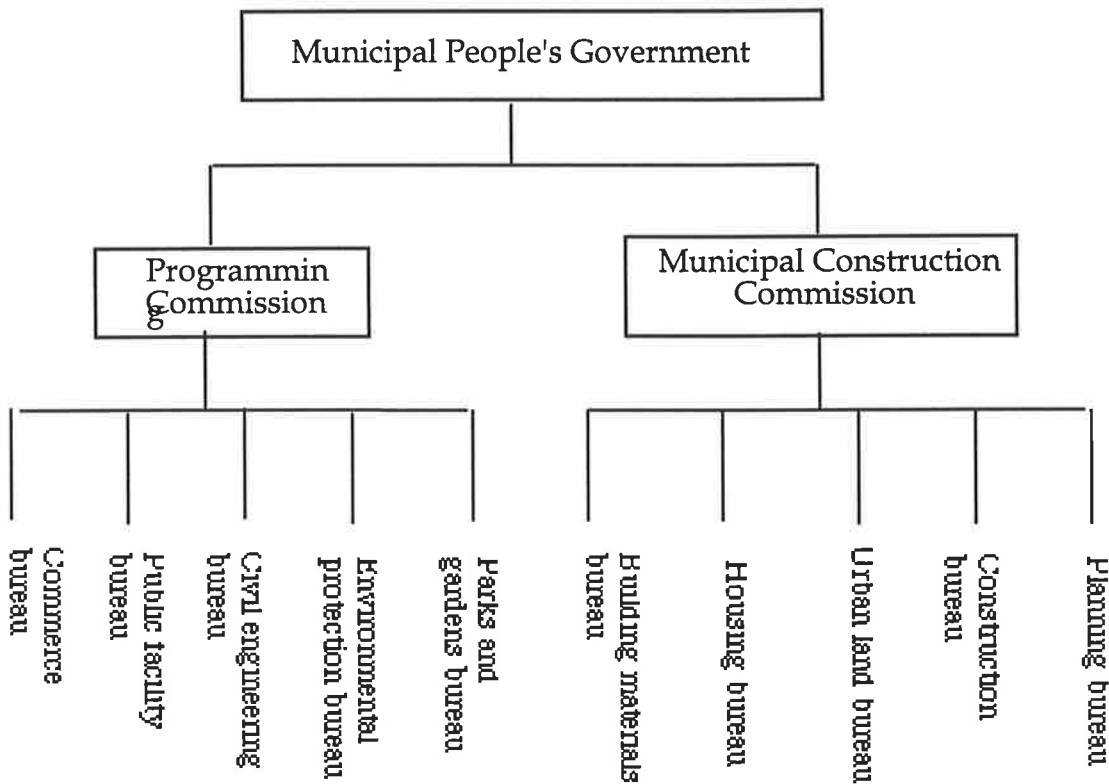 Municipal People's Government
Programmin
g
Commission
Municipal Construction
Commission
Commerce
bureau
Public facility
bureau
Civil engineering
bureau
Environmental
protection bureau
Parks and
gardens bureau
Building materials
bureau
Housing bureau
Urban land bureau
Construction
bureau
Planning bureau